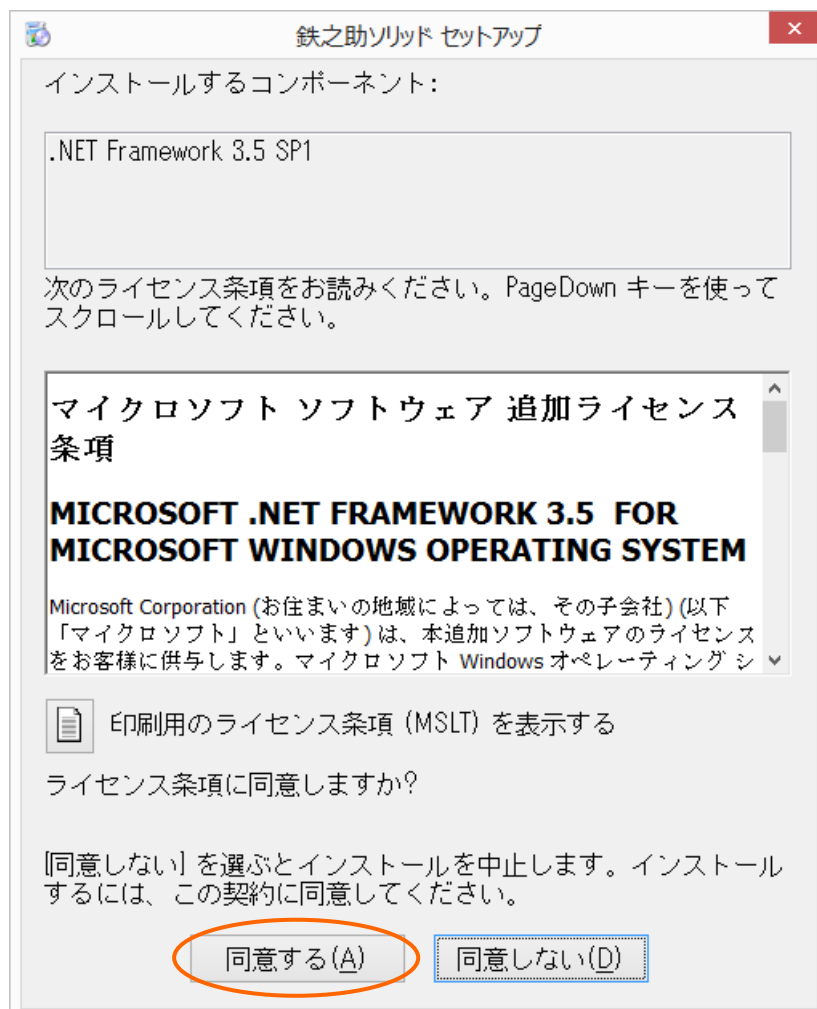 鉄之助ソリッド セットアップ
インストールするコンポーネント:
.NET Framework 3.5 SP1
次のライセンス条項をお読みください。PageDown キーを使って
スクロールしてください。
マイクロソフト ソフトウェア 追加ライセンス
条項
MICROSOFT .NET FRAMEWORK 3.5 FOR
MICROSOFT WINDOWS OPERATING SYSTEM
Microsoft Corporation (お住まいの地域によっては、その子会社) (以下
「マイクロソフト」といいます) は、本追加ソフトウェアのライセンス
をお客様に供与します。マイクロソフト Windows オペレーティング シ
印刷用のライセンス条項 (MSLT) を表示する
ライセンス条項に同意しますか?
[同意しない] を選ぶとインストールを中止します。インストール
するには、この契約に同意してください。
同意する(A)
同意しない(D)